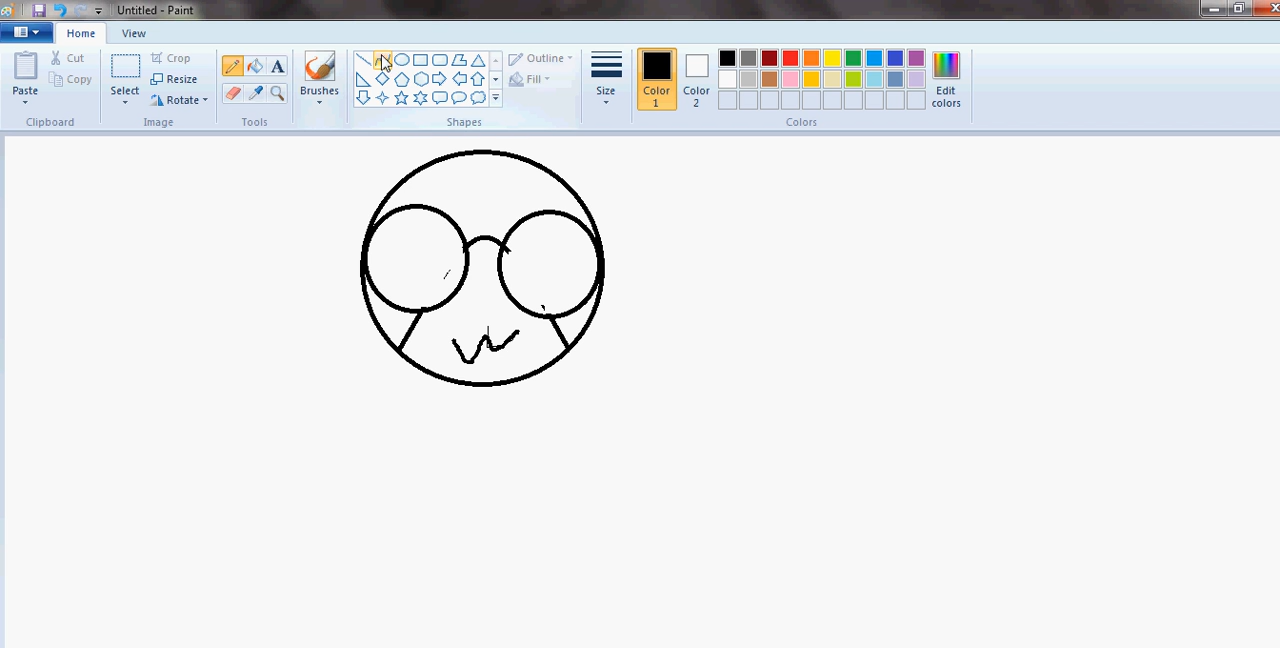 Untitled - Paint
Home View
Cut
Copy
Paste
Clipboard
Crop
Resize
Rotate
Select
Image
A
Tools
Brushes
Outline
Fill
Shapes
Size
Color 1
Color 2
Edit colors
Colors